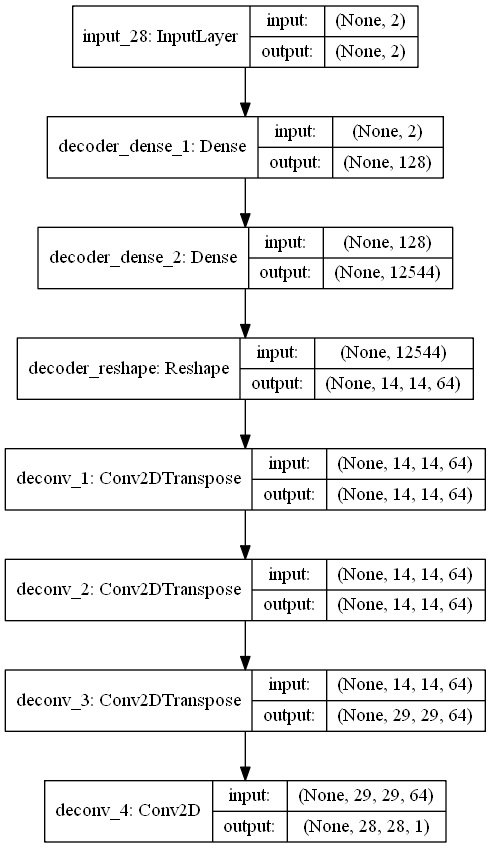 input_28: InputLayer
input: (None, 2)
output: (None, 2)
decoder_dense_1: Dense
input: (None, 2)
output: (None, 128)
decoder_dense_2: Dense
input: (None, 128)
output: (None, 12544)
decoder_reshape: Reshape
input: (None, 12544)
output: (None, 14, 14, 64)
deconv_1: Conv2DTranspose
input: (None, 14, 14, 64)
output: (None, 14, 14, 64)
deconv_2: Conv2DTranspose
input: (None, 14, 14, 64)
output: (None, 14, 14, 64)
deconv_3: Conv2DTranspose
input: (None, 14, 14, 64)
output: (None, 29, 29, 64)
deconv_4: Conv2D
input: (None, 29, 29, 64)
output: (None, 28, 28, 1)